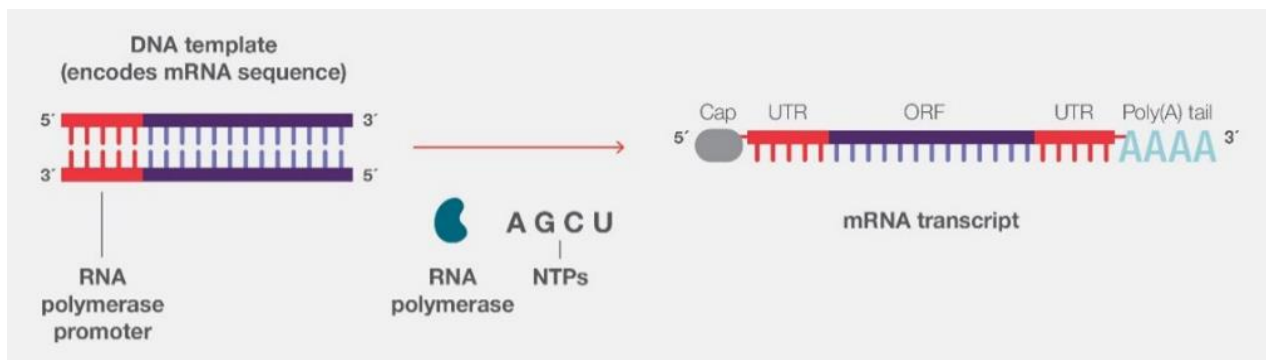 DNA template
(encodes mRNA sequence)
5´ 3´
3´ 5´
RNA
polymerase
promoter
RNA
polymerase
A G C U
NTPs
Cap UTR ORF UTR Poly(A) tail
5´ AAAA 3´
mRNA transcript